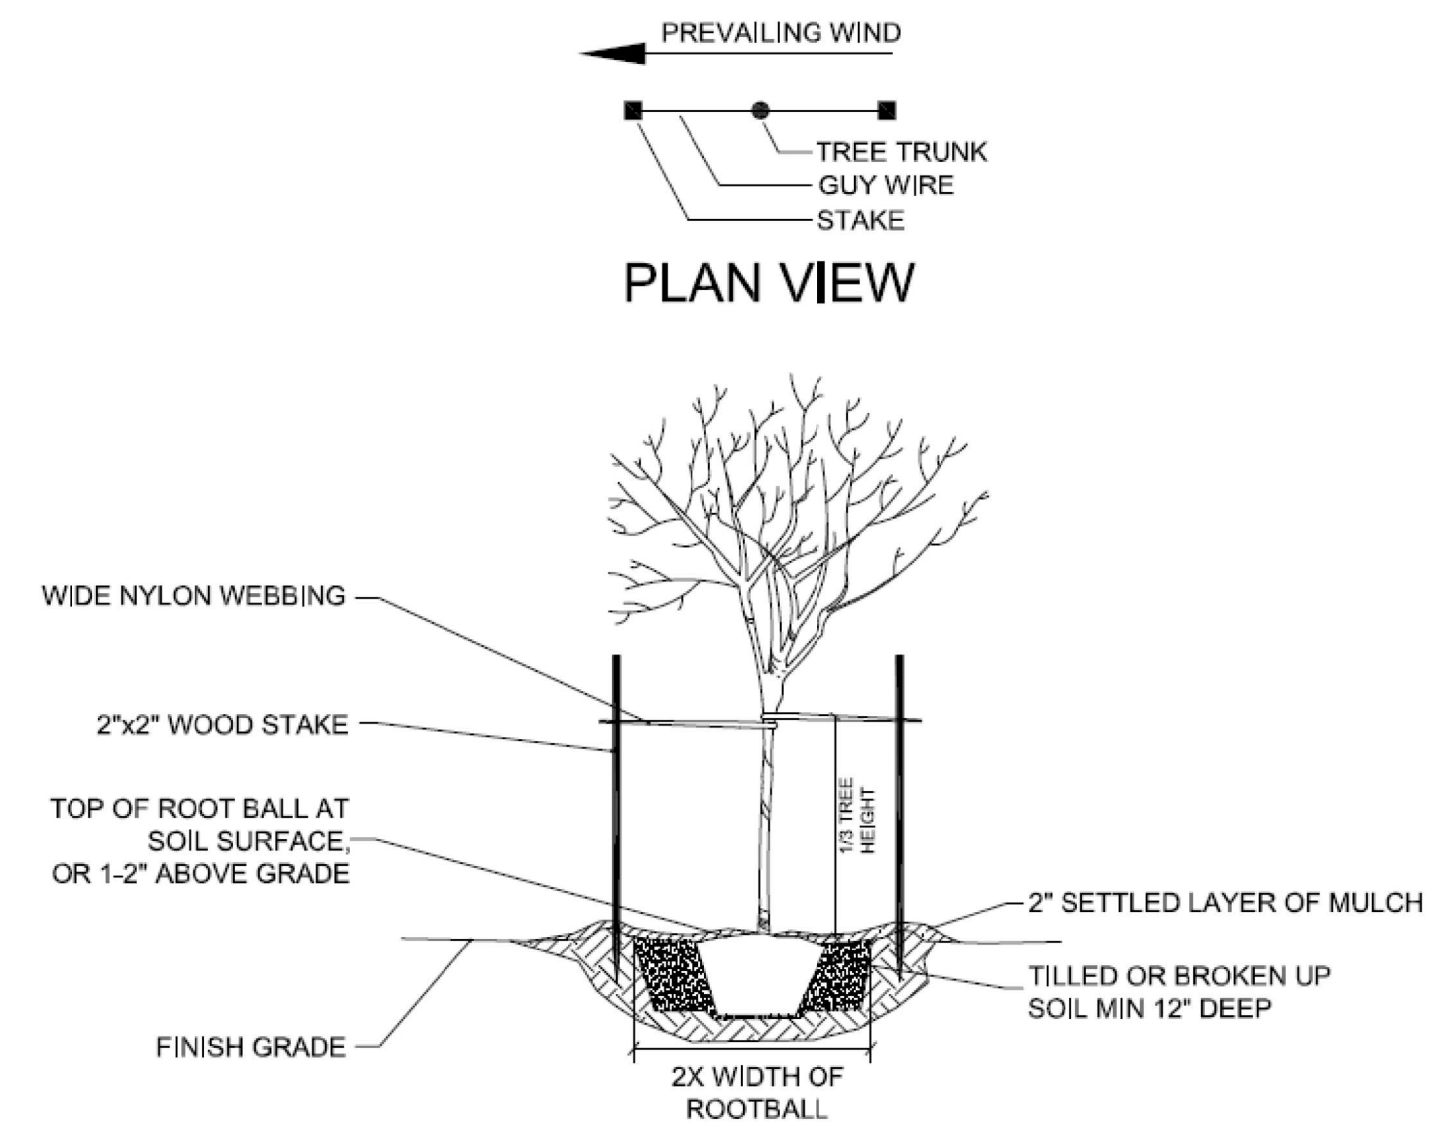 PREVAILING WIND
TREE TRUNK
GUY WIRE
STAKE
PLAN VIEW
WIDE NYLON WEBBING
2"x2" WOOD STAKE
1/3 TREE
HEIGHT
TOP OF ROOT BALL AT
SOIL SURFACE,
OR 1-2" ABOVE GRADE
2" SETTLED LAYER OF MULCH
TILLED OR BROKEN UP
SOIL MIN 12" DEEP
FINISH GRADE
2X WIDTH OF
ROOTBALL